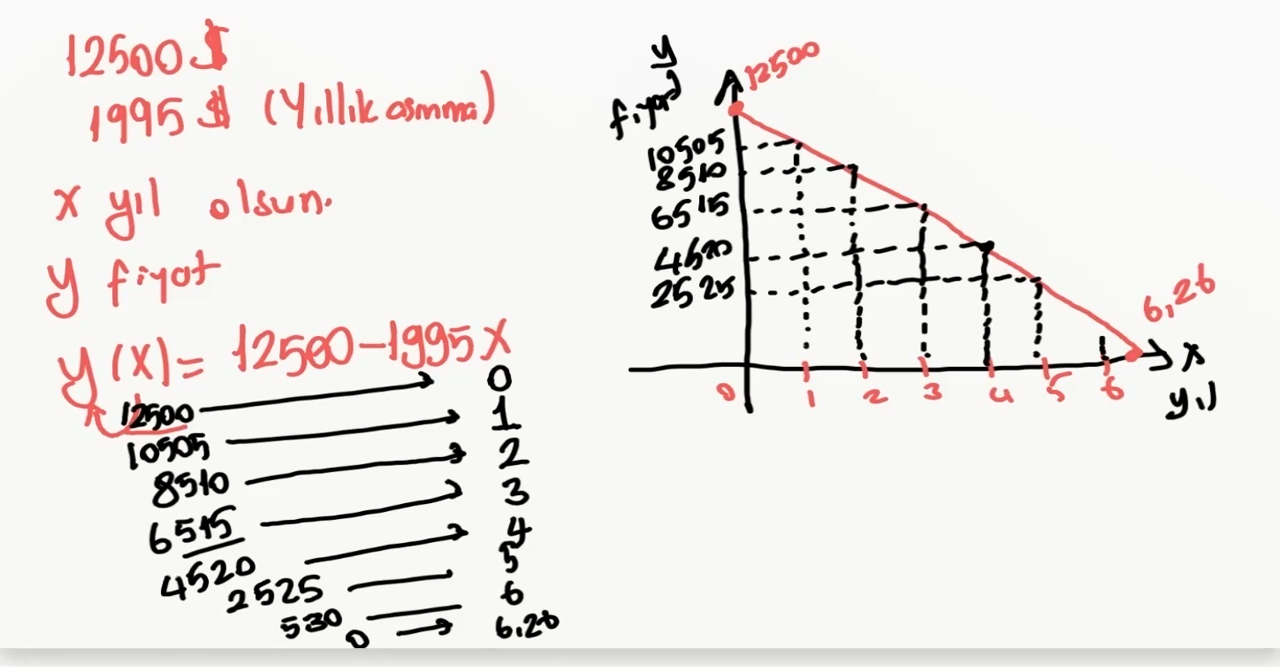 12500 $
1995 $ (Yıllık aşınma)
x yıl olsun.
y fiyat
y(x) = 12500 - 1995 x
12500 → 0
10505 → 1
8510 → 2
6515 → 3
4520 → 4
2525 — 5
530 — 6
0 → 6,26
y
fiyat
12500
10505
8510
6515
4520
2525
6,26
0 1 2 3 4 5 6
x
yıl